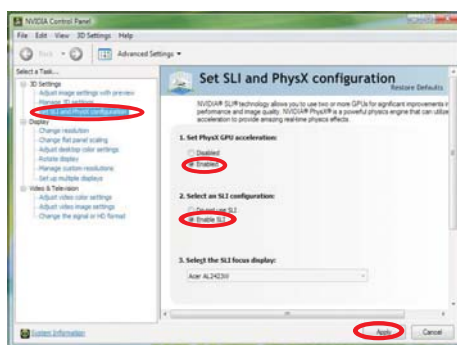 NVIDIA Control Panel
File Edit View 3D Settings Help
Back Advanced Settings
Select a Task...
3D Settings
Adjust image settings with preview
Manage 3D settings
Set SLI and PhysX configuration
Display
Change resolution
Change flat panel scaling
Adjust desktop color settings
Rotate display
Manage custom resolutions
Set up multiple displays
Video & Television
Adjust video color settings
Adjust video image settings
Change the signal or HD format
System Information
Set SLI and PhysX configuration
Restore Defaults
NVIDIA® SLI® technology allows you to use two or more GPUs for significant improvements in
performance and image quality. NVIDIA PhysX® is a powerful physics engine that can utilize
acceleration to provide amazing real-time physics effects.
1. Set PhysX GPU acceleration:
Disabled
Enabled
2. Select an SLI configuration:
Do not use SLI
Enable SLI
3. Select the SLI focus display:
Acer AL2423W
Apply Cancel